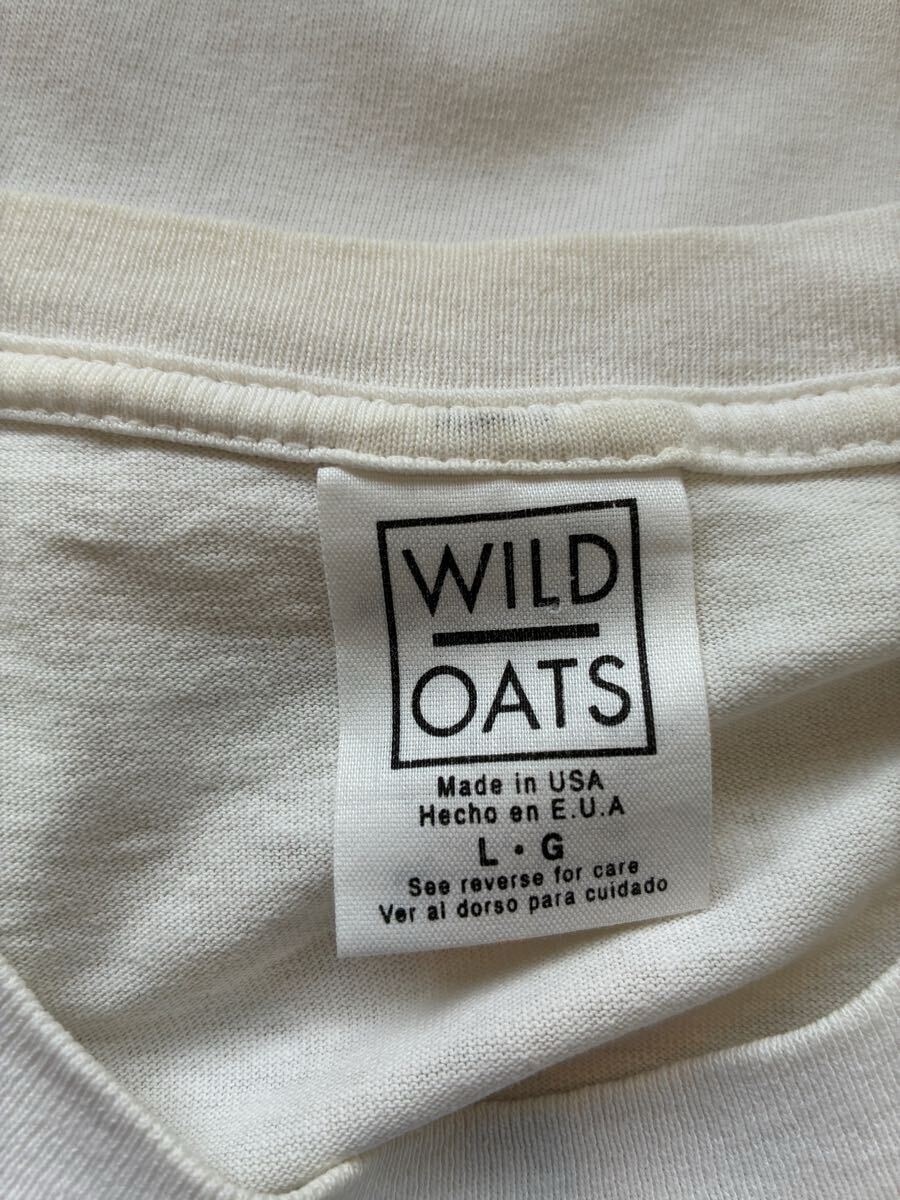 WILD
OATS
Made in USA
Hecho en E.U.A
L • G
See reverse for care
Ver al dorso para cuidado